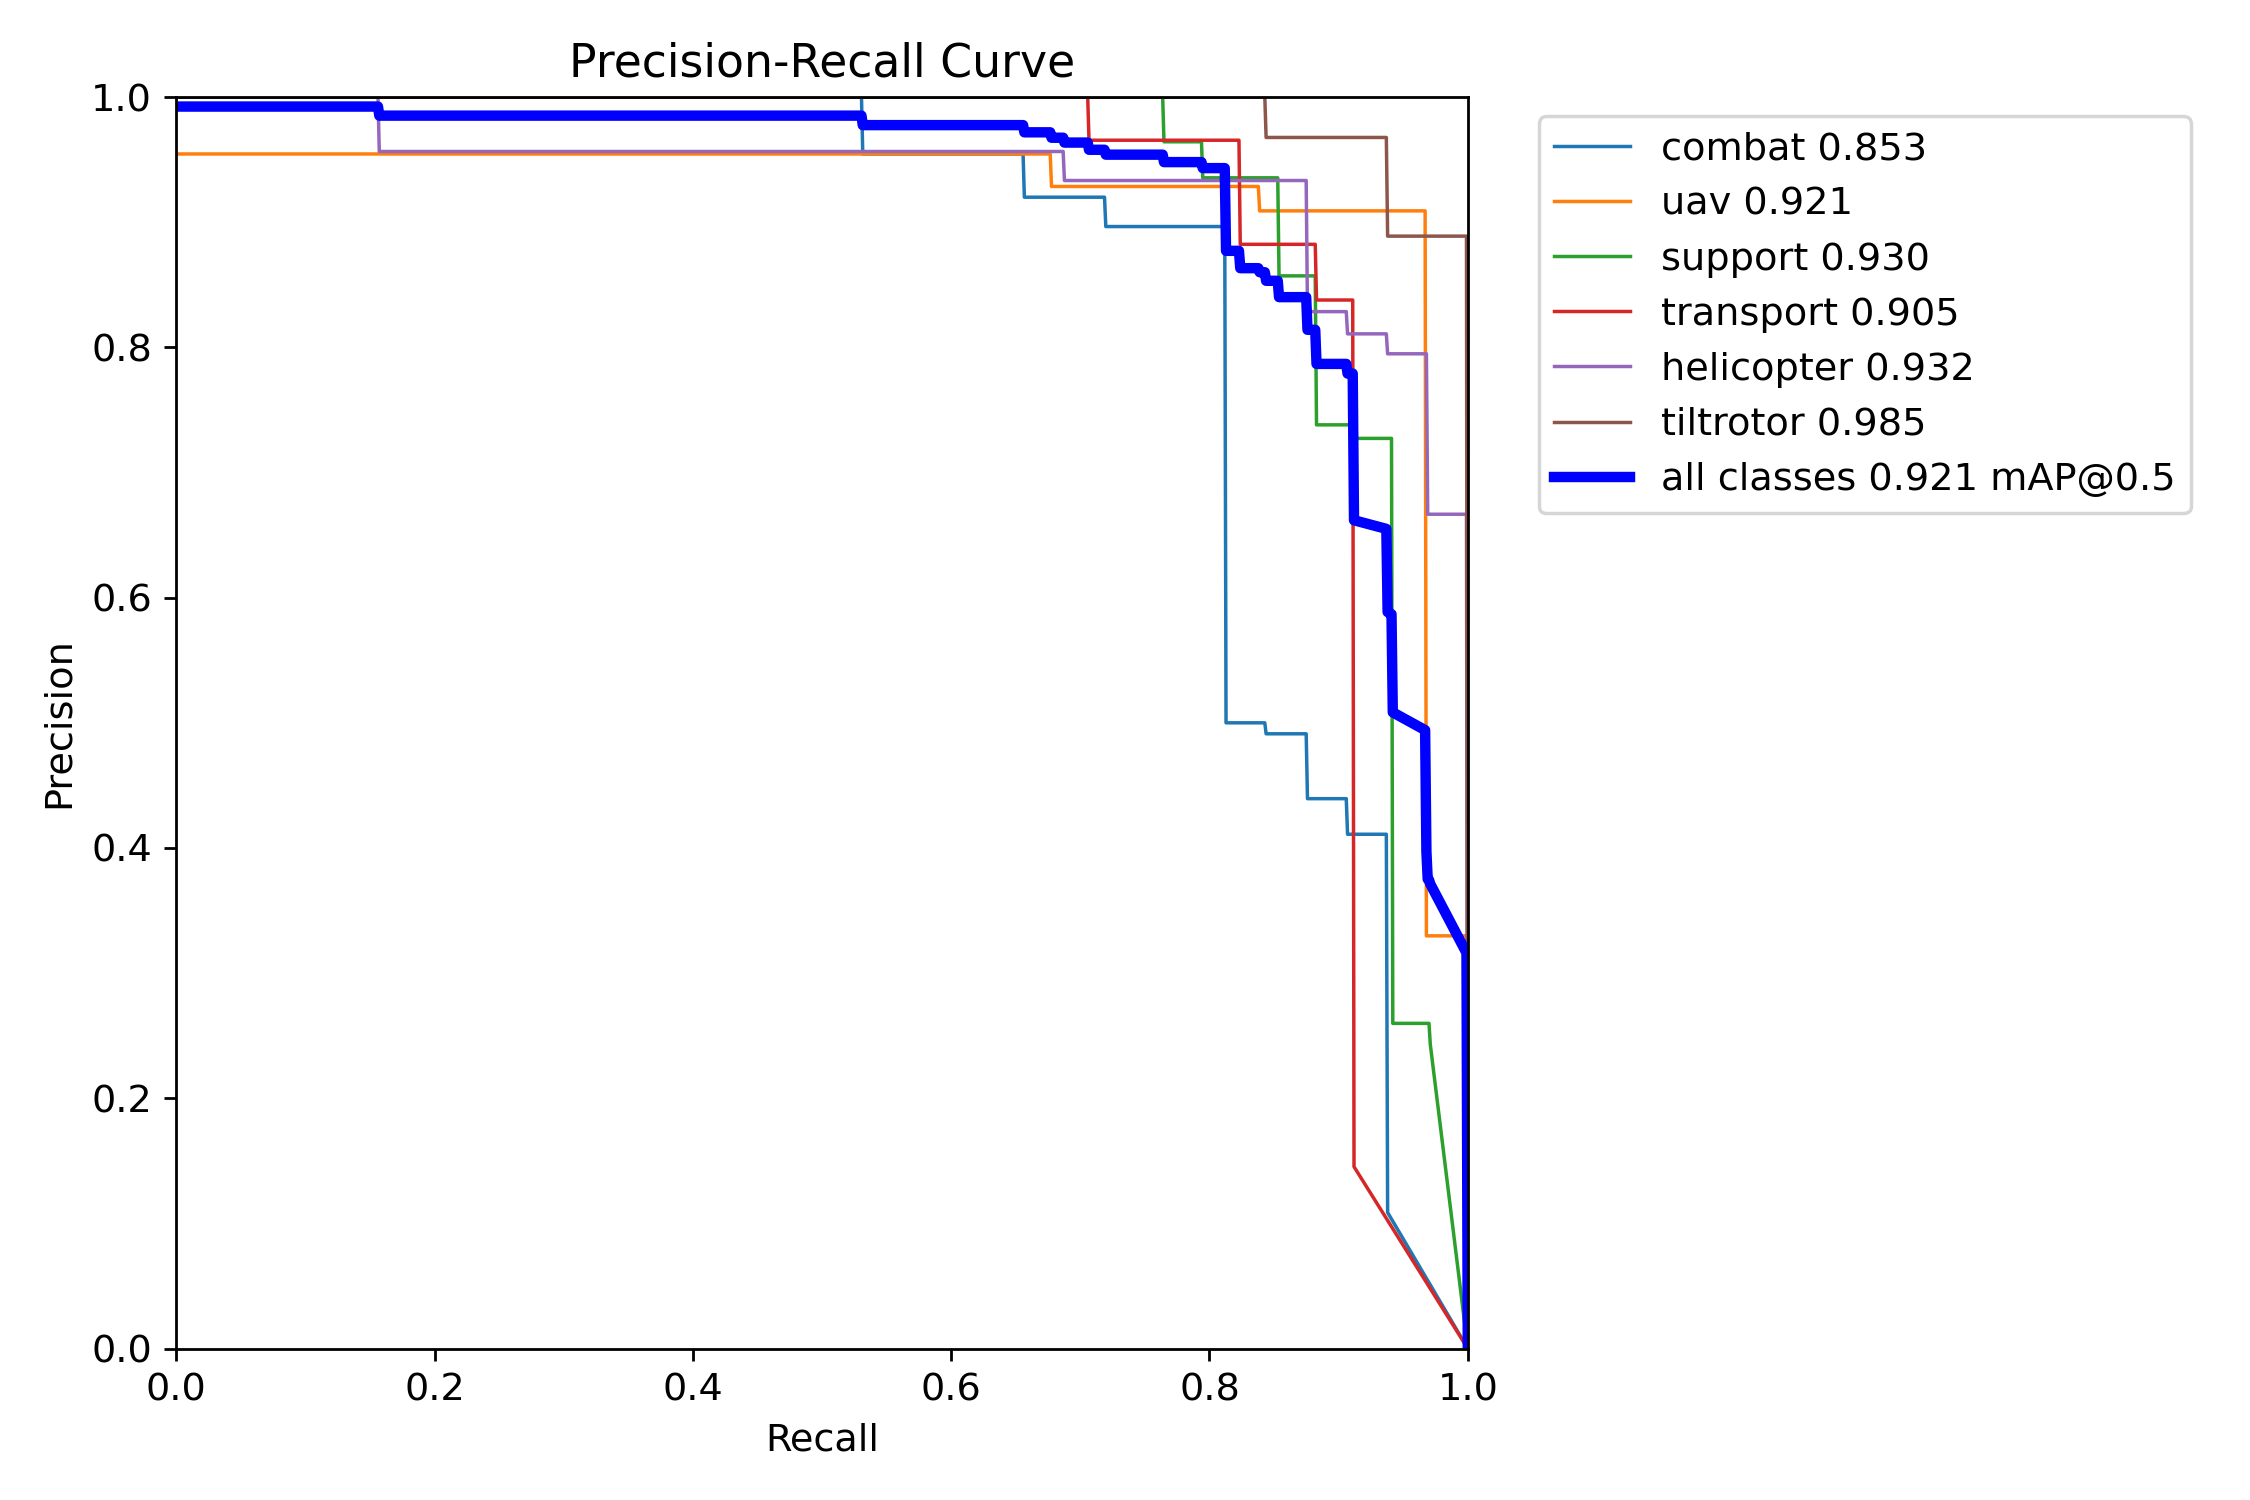 Precision-Recall Curve
1.0
0.8
0.6
0.4
0.2
0.0
Precision
0.0 0.2 0.4 0.6 0.8 1.0
Recall
combat 0.853
uav 0.921
support 0.930
transport 0.905
helicopter 0.932
tiltrotor 0.985
all classes 0.921 mAP@0.5